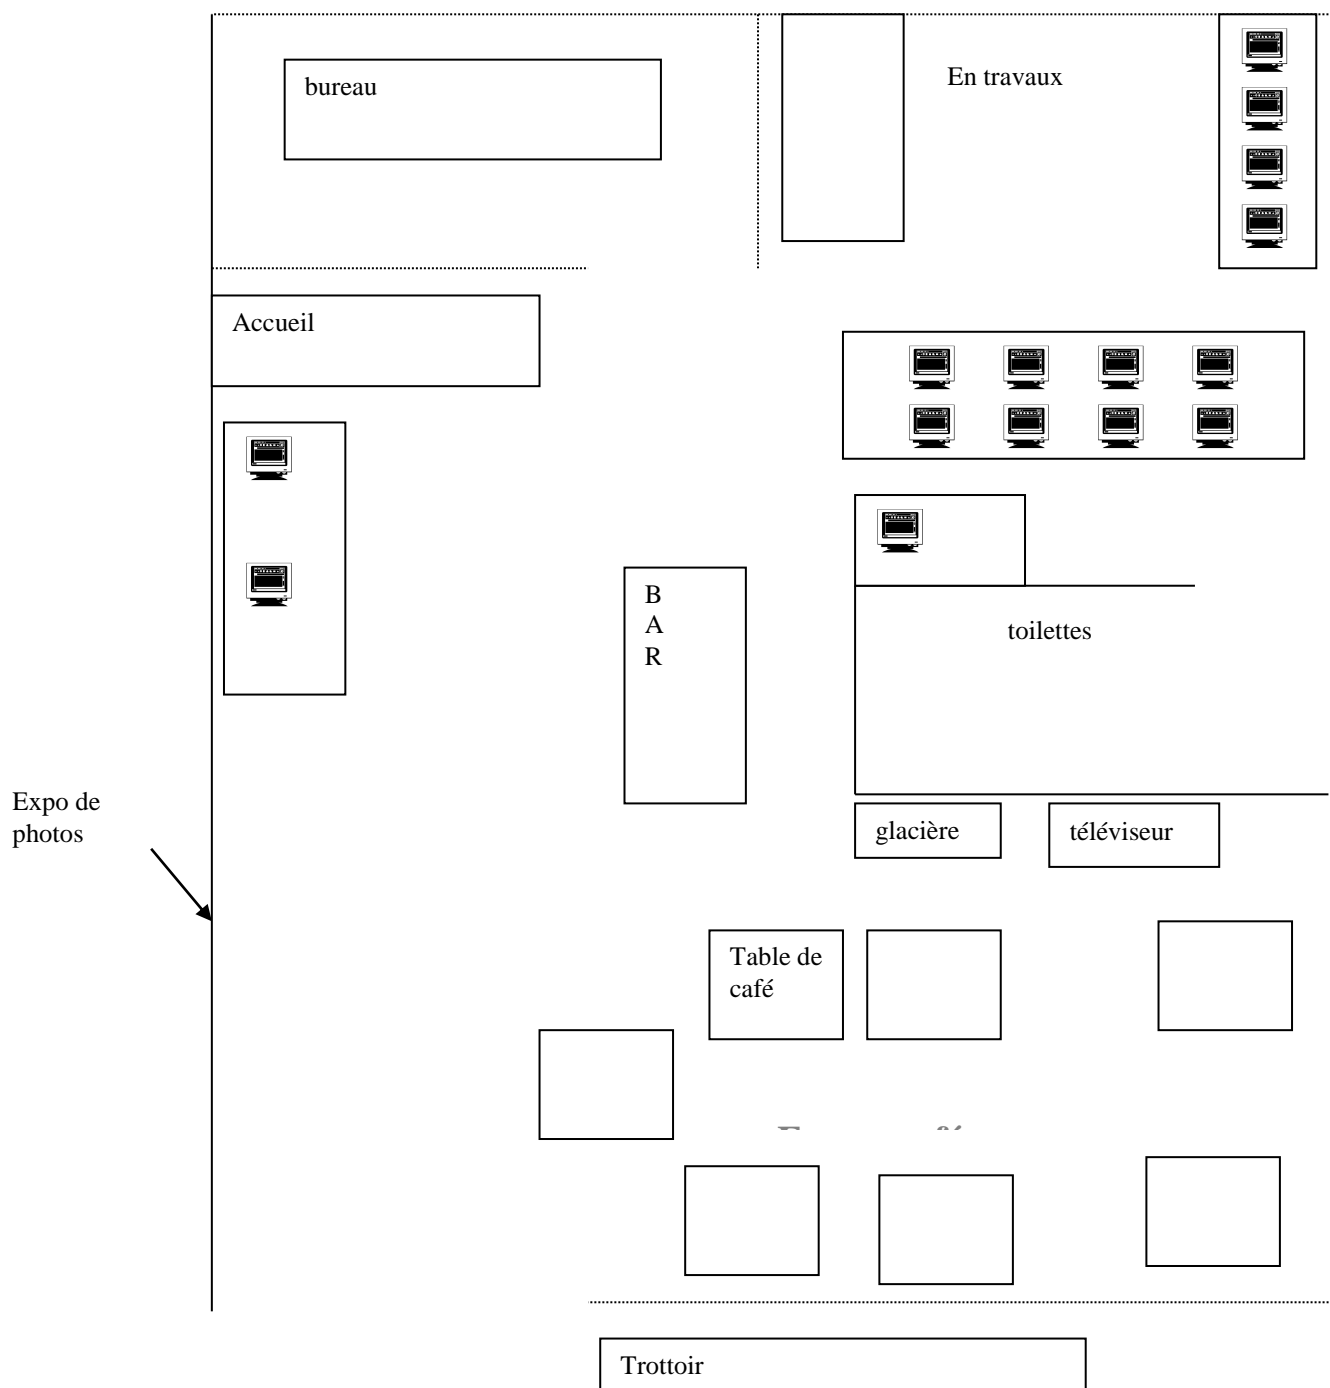 bureau
En travaux
Accueil
B
A
R
toilettes
Expo de
photos
glacière
téléviseur
Table de
café
Trottoir